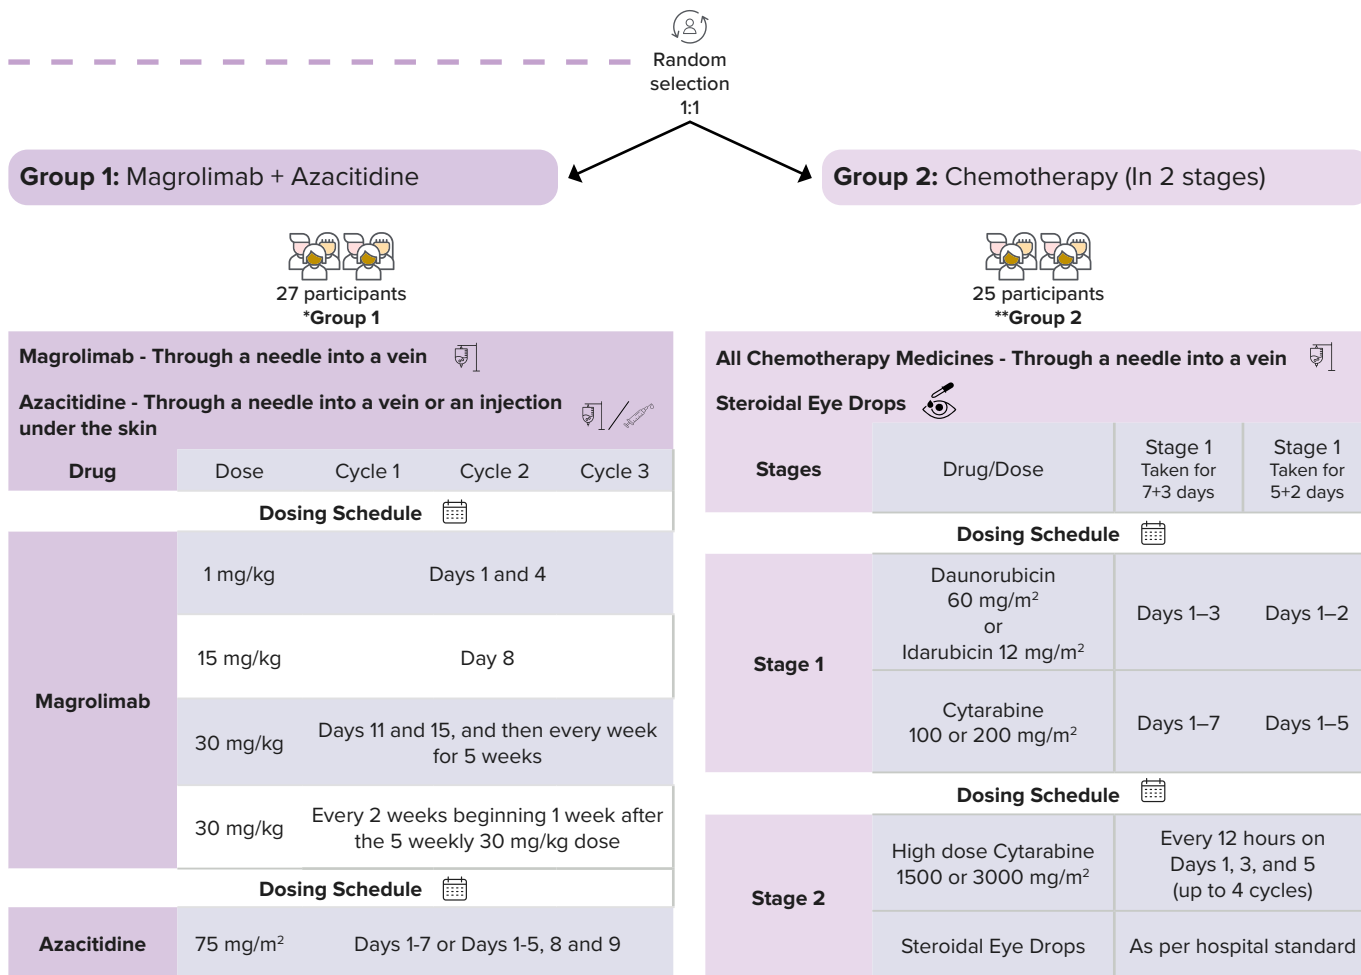 Random
selection
1:1
Group 1: Magrolimab + Azacitidine
Group 2: Chemotherapy (In 2 stages)
27 participants
*Group 1
25 participants
**Group 2
Magrolimab - Through a needle into a vein
Azacitidine - Through a needle into a vein or an injection
under the skin
Drug Dose Cycle 1 Cycle 2 Cycle 3
Dosing Schedule
Magrolimab
1 mg/kg Days 1 and 4
15 mg/kg Day 8
30 mg/kg Days 11 and 15, and then every week
for 5 weeks
30 mg/kg Every 2 weeks beginning 1 week after
the 5 weekly 30 mg/kg dose
Dosing Schedule
Azacitidine 75 mg/m² Days 1-7 or Days 1-5, 8 and 9
All Chemotherapy Medicines - Through a needle into a vein
Steroidal Eye Drops
Stages Drug/Dose
Stage 1
Taken for
7+3 days
Stage 1
Taken for
5+2 days
Dosing Schedule
Stage 1
Daunorubicin
60 mg/m²
or
Idarubicin 12 mg/m²
Days 1–3 Days 1–2
Cytarabine
100 or 200 mg/m²
Days 1–7 Days 1–5
Dosing Schedule
Stage 2
High dose Cytarabine
1500 or 3000 mg/m²
Every 12 hours on
Days 1, 3, and 5
(up to 4 cycles)
Steroidal Eye Drops As per hospital standard